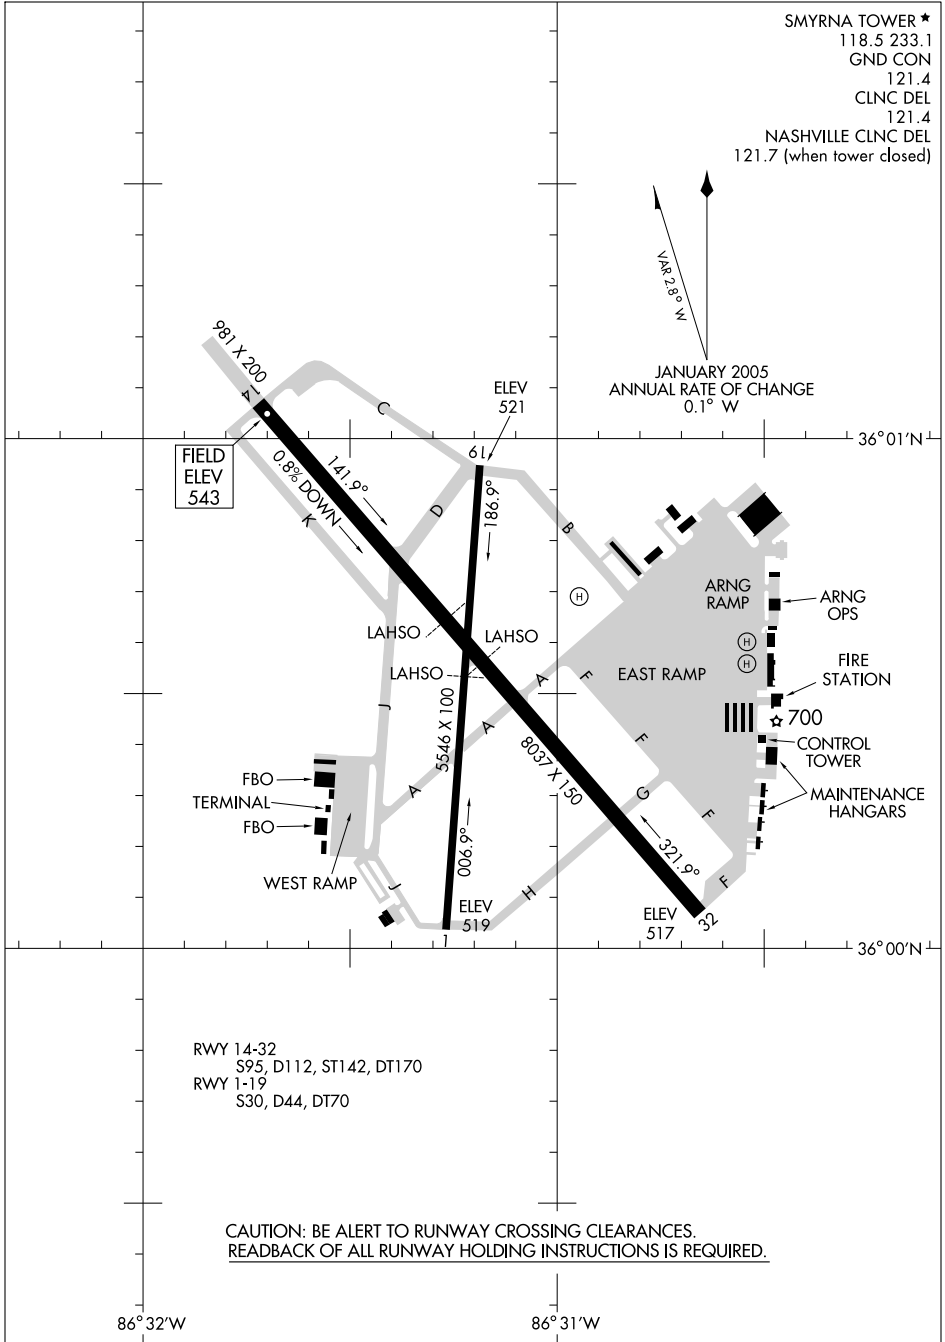 SMYRNA TOWER ★
118.5 233.1
GND CON
121.4
CLNC DEL
121.4
NASHVILLE CLNC DEL
121.7 (when tower closed)
VAR 2.8° W
JANUARY 2005
ANNUAL RATE OF CHANGE
0.1° W
981 X 200
14
C
ELEV
521
36°01'N
FIELD
ELEV
543
141.9°
0.8% DOWN
K
D
19
186.9°
B
H
ARNG
RAMP
ARNG
OPS
LAHSO
LAHSO
LAHSO
H
H
EAST RAMP
FIRE
STATION
700
CONTROL
TOWER
MAINTENANCE
HANGARS
A
A
A
F
F
F
F
J
5546 X 100
8037 X 150
G
FBO
TERMINAL
FBO
WEST RAMP
006.9°
321.9°
J
H
ELEV
519
1
ELEV
517
32
36°00'N
RWY 14-32
S95, D112, ST142, DT170
RWY 1-19
S30, D44, DT70
CAUTION: BE ALERT TO RUNWAY CROSSING CLEARANCES.
READBACK OF ALL RUNWAY HOLDING INSTRUCTIONS IS REQUIRED.
86°32'W
86°31'W